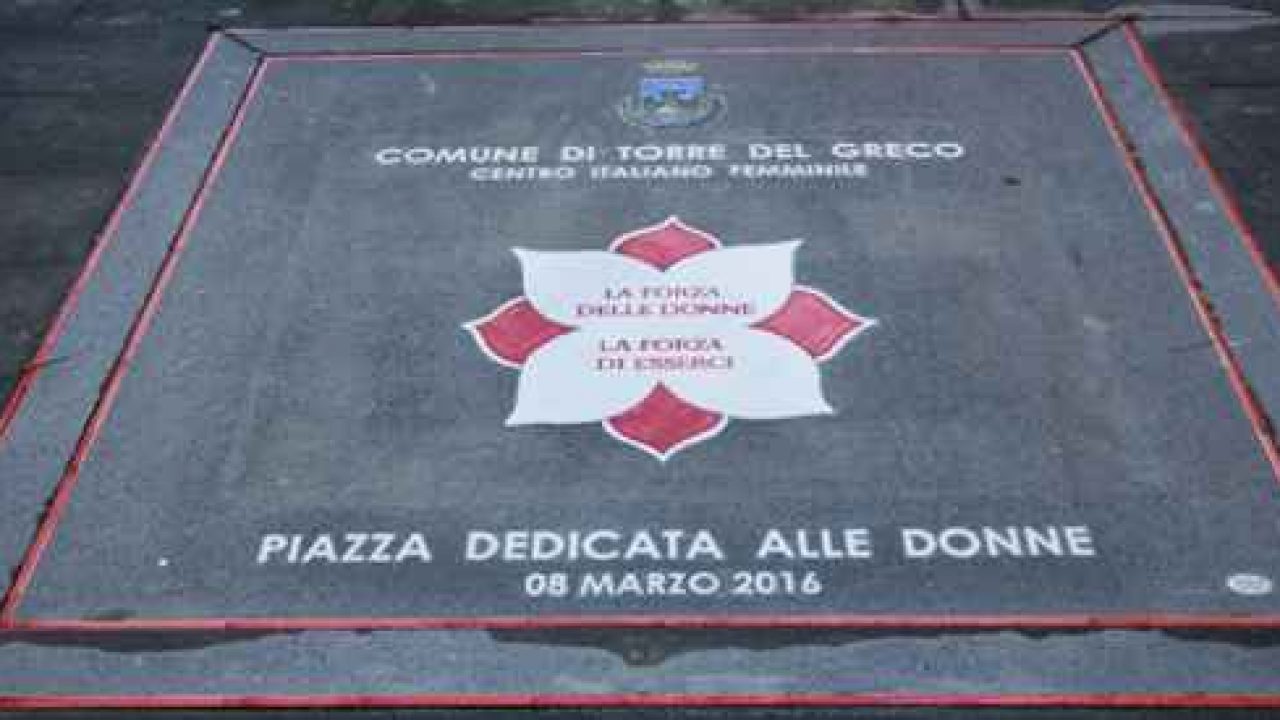 COMUNE DI TORRE DEL GRECO
CENTRO ITALIANO FEMMINILE
LA FORZA
DELLE DONNE
LA FORZA
DI ESSERCI
PIAZZA DEDICATA ALLE DONNE
08 MARZO 2016